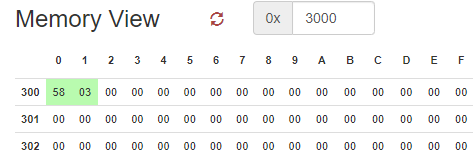 Memory View 0x 3000
0 1 2 3 4 5 6 7 8 9 A B C D E F
300 58 03 00 00 00 00 00 00 00 00 00 00 00 00 00 00
301 00 00 00 00 00 00 00 00 00 00 00 00 00 00 00 00
302 00 00 00 00 00 00 00 00 00 00 00 00 00 00 00 00